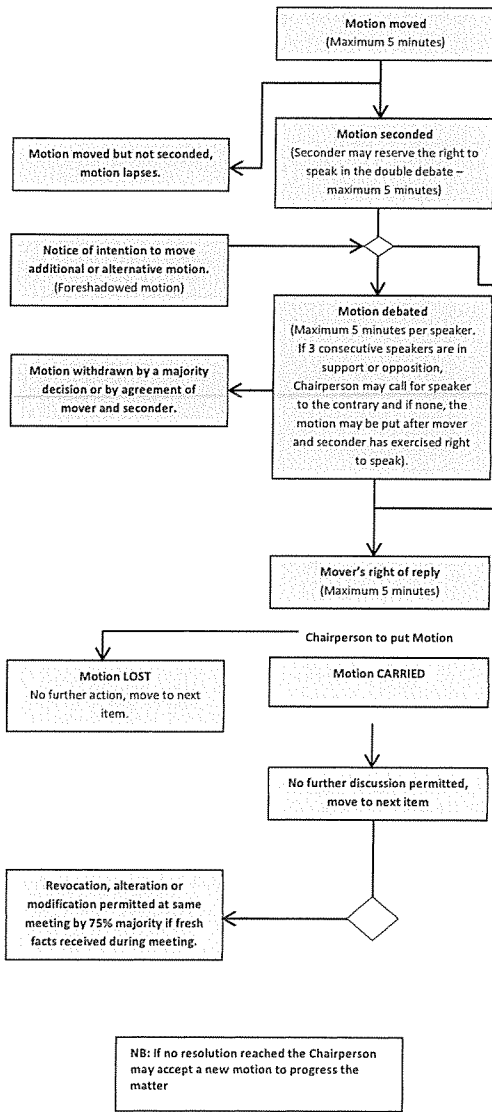 Motion moved
(Maximum 5 minutes)
Motion seconded
(Seconder may reserve the right to
speak in the double debate –
maximum 5 minutes)
Motion moved but not seconded,
motion lapses.
Notice of intention to move
additional or alternative motion.
(Foreshadowed motion)
Motion debated
(Maximum 5 minutes per speaker.
If 3 consecutive speakers are in
support or opposition,
Chairperson may call for speaker
to the contrary and if none, the
motion may be put after mover
and seconder has exercised right
to speak).
Motion withdrawn by a majority
decision or by agreement of
mover and seconder.
Mover's right of reply
(Maximum 5 minutes)
Chairperson to put Motion
Motion LOST
No further action, move to next
item.
Motion CARRIED
No further discussion permitted,
move to next item
Revocation, alteration or
modification permitted at same
meeting by 75% majority if fresh
facts received during meeting.
NB: If no resolution reached the Chairperson
may accept a new motion to progress the
matter